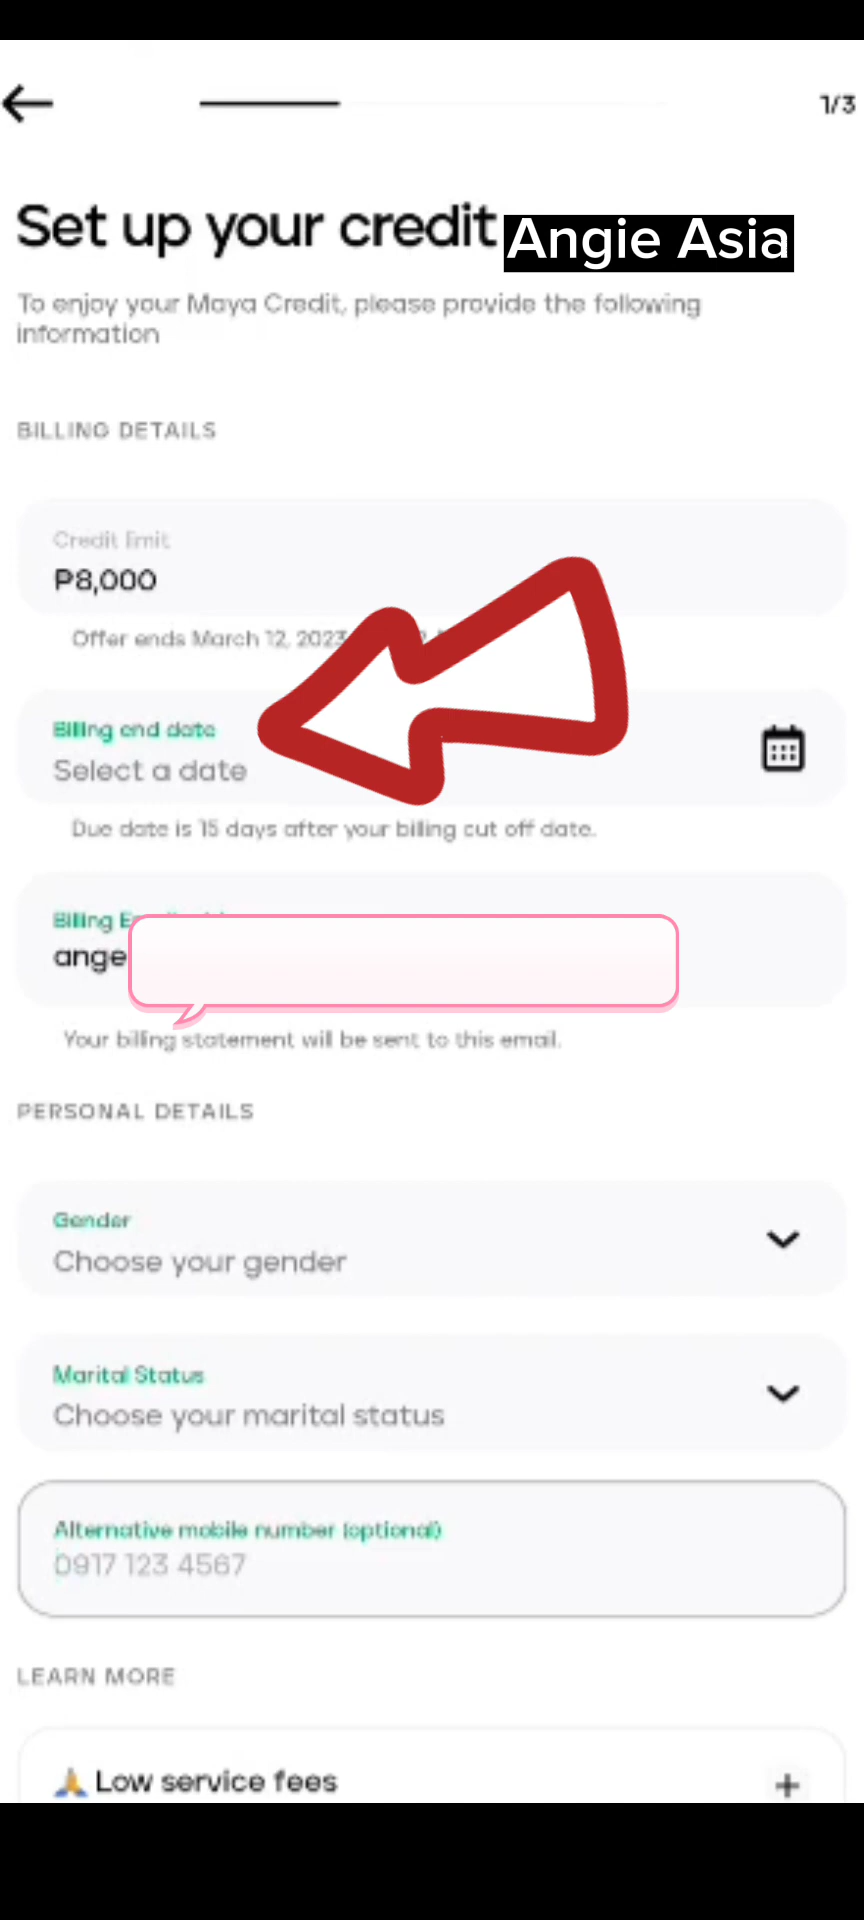 1/3
Set up your credit
Angie Asia
To enjoy your Maya Credit, please provide the following
information
BILLING DETAILS
Credit limit
₱8,000
Offer ends March 12, 2023
Billing end date
Select a date
Due date is 15 days after your billing cut off date.
Billing
ange
Your billing statement will be sent to this email.
PERSONAL DETAILS
Gender
Choose your gender
Marital Status
Choose your marital status
Alternative mobile number (optional)
0917 123 4567
LEARN MORE
🙏 Low service fees